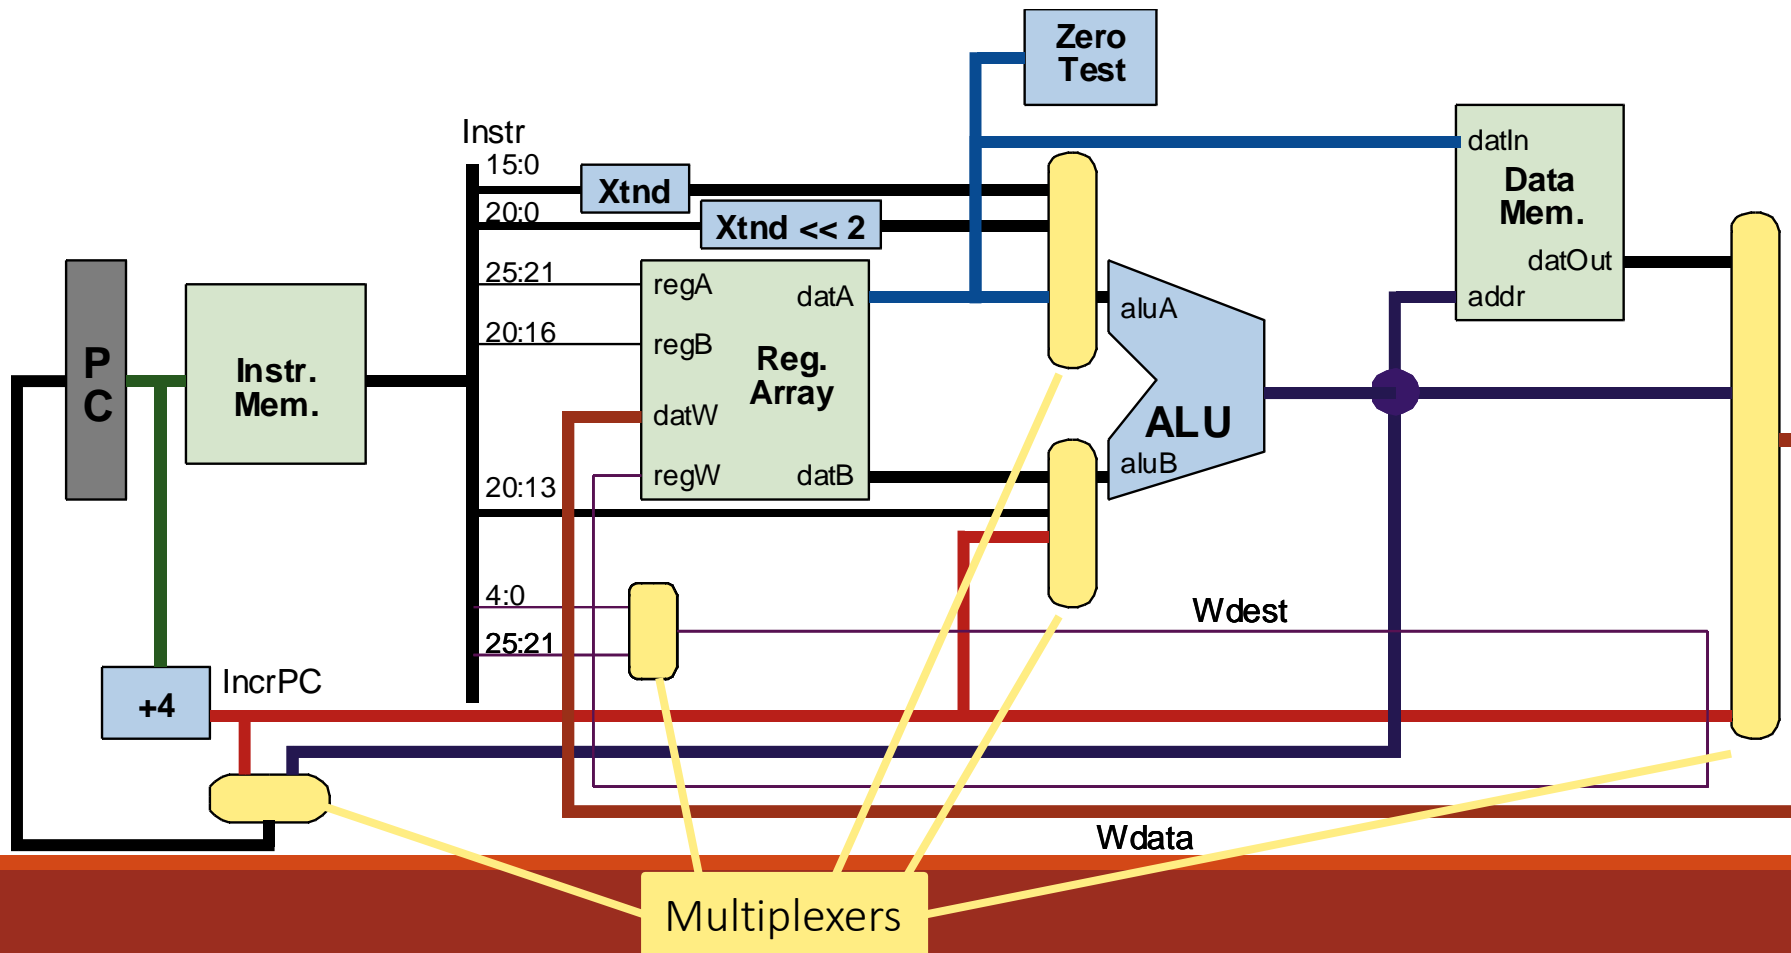 Zero
Test
Instr
15:0
Xtnd
20:0
Xtnd << 2
datIn
Data
Mem.
datOut
addr
25:21
regA
datA
20:16
regB
Reg.
Array
datW
regW
datB
aluA
ALU
aluB
P
C
Instr.
Mem.
20:13
4:0
25:21
Wdest
IncrPC
+4
Wdata
Multiplexers